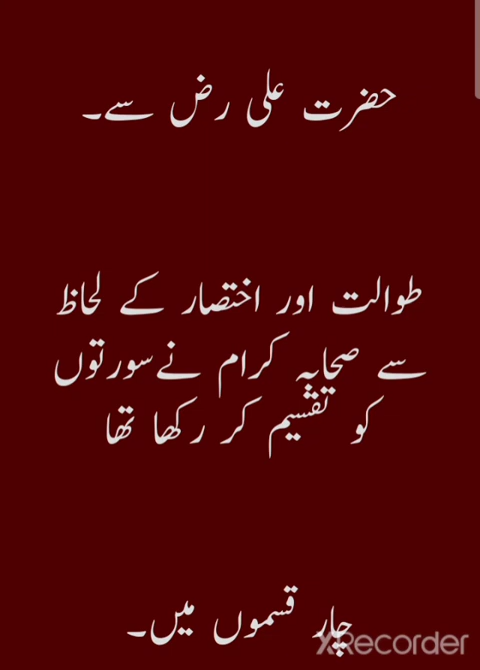 حضرت علی رض سے۔
طوالت اور اختصار کے لحاظ
سے صحابہ کرام نے سورتوں
کو تقسیم کر رکھا تھا
چار قسموں میں۔
XRecorder